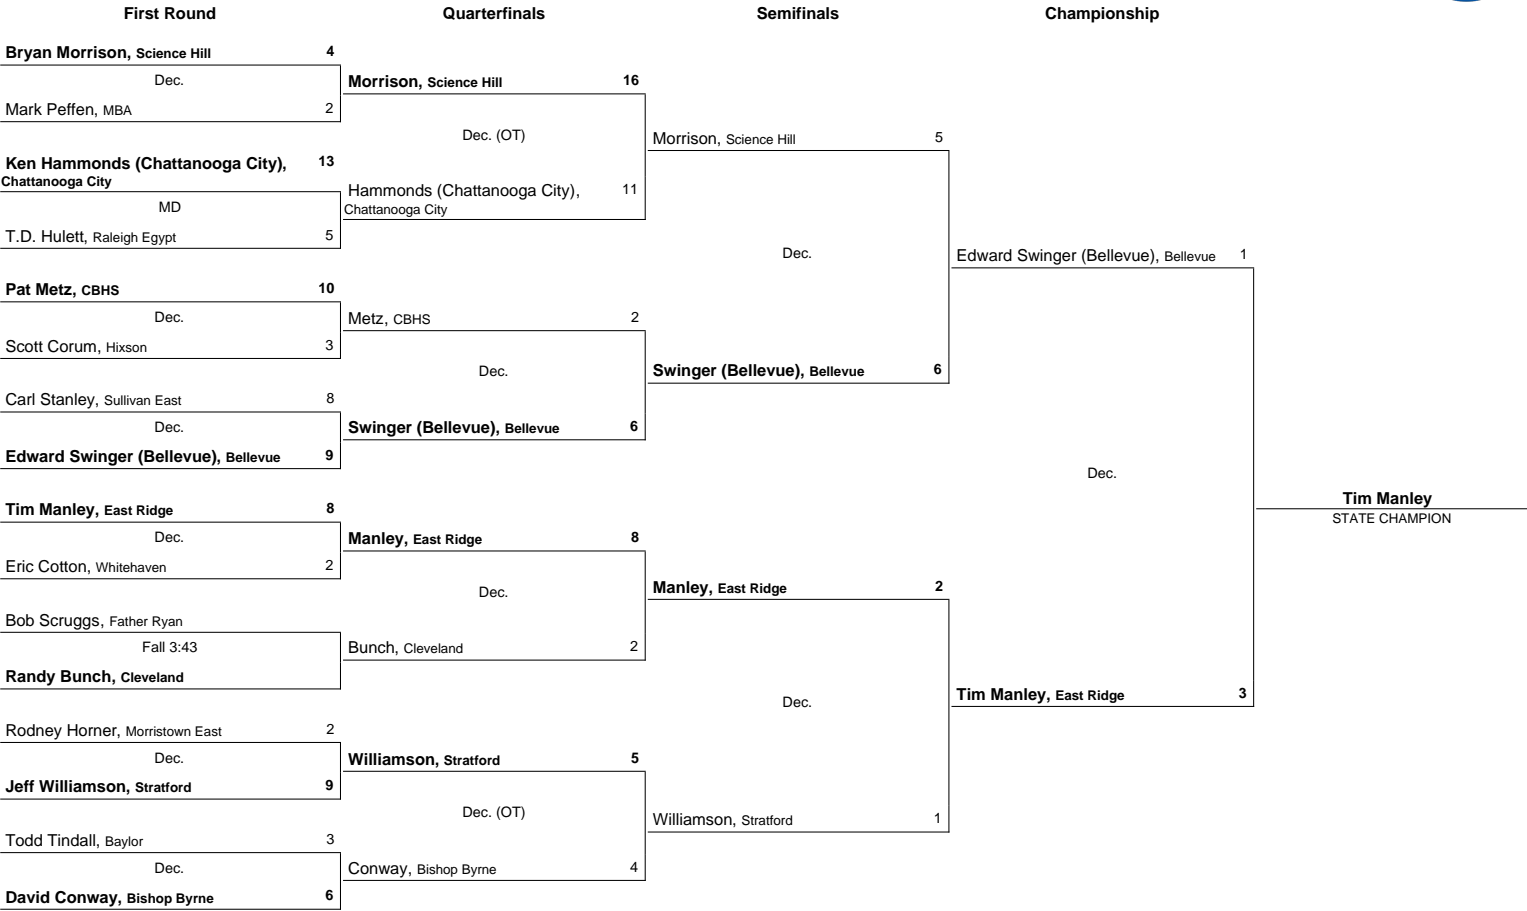 First Round
Quarterfinals
Semifinals
Championship
Bryan Morrison, Science Hill 4
Dec.
Mark Peffen, MBA 2
Ken Hammonds (Chattanooga City), 13
Chattanooga City
MD
T.D. Hulett, Raleigh Egypt 5
Pat Metz, CBHS 10
Dec.
Scott Corum, Hixson 3
Carl Stanley, Sullivan East 8
Dec.
Edward Swinger (Bellevue), Bellevue 9
Tim Manley, East Ridge 8
Dec.
Eric Cotton, Whitehaven 2
Bob Scruggs, Father Ryan
Fall 3:43
Randy Bunch, Cleveland
Rodney Horner, Morristown East 2
Dec.
Jeff Williamson, Stratford 9
Todd Tindall, Baylor 3
Dec.
David Conway, Bishop Byrne 6
Morrison, Science Hill 16
Dec. (OT)
Hammonds (Chattanooga City), 11
Chattanooga City
Metz, CBHS 2
Dec.
Swinger (Bellevue), Bellevue 6
Manley, East Ridge 8
Dec.
Bunch, Cleveland 2
Williamson, Stratford 5
Dec. (OT)
Conway, Bishop Byrne 4
Morrison, Science Hill 5
Dec.
Swinger (Bellevue), Bellevue 6
Manley, East Ridge 2
Dec.
Williamson, Stratford 1
Edward Swinger (Bellevue), Bellevue 1
Dec.
Tim Manley, East Ridge 3
Tim Manley
STATE CHAMPION